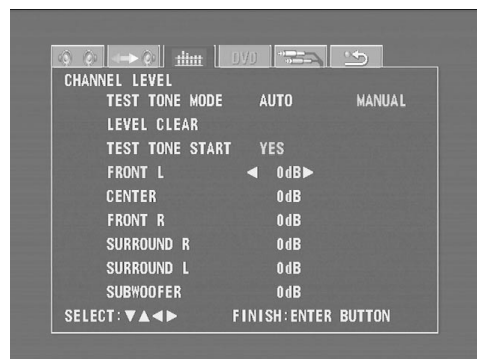 DVD
CHANNEL LEVEL
TEST TONE MODE AUTO MANUAL
LEVEL CLEAR
TEST TONE START YES
FRONT L ◀ 0dB▶
CENTER 0dB
FRONT R 0dB
SURROUND R 0dB
SURROUND L 0dB
SUBWOOFER 0dB
SELECT:▼▲◀▶ FINISH:ENTER BUTTON